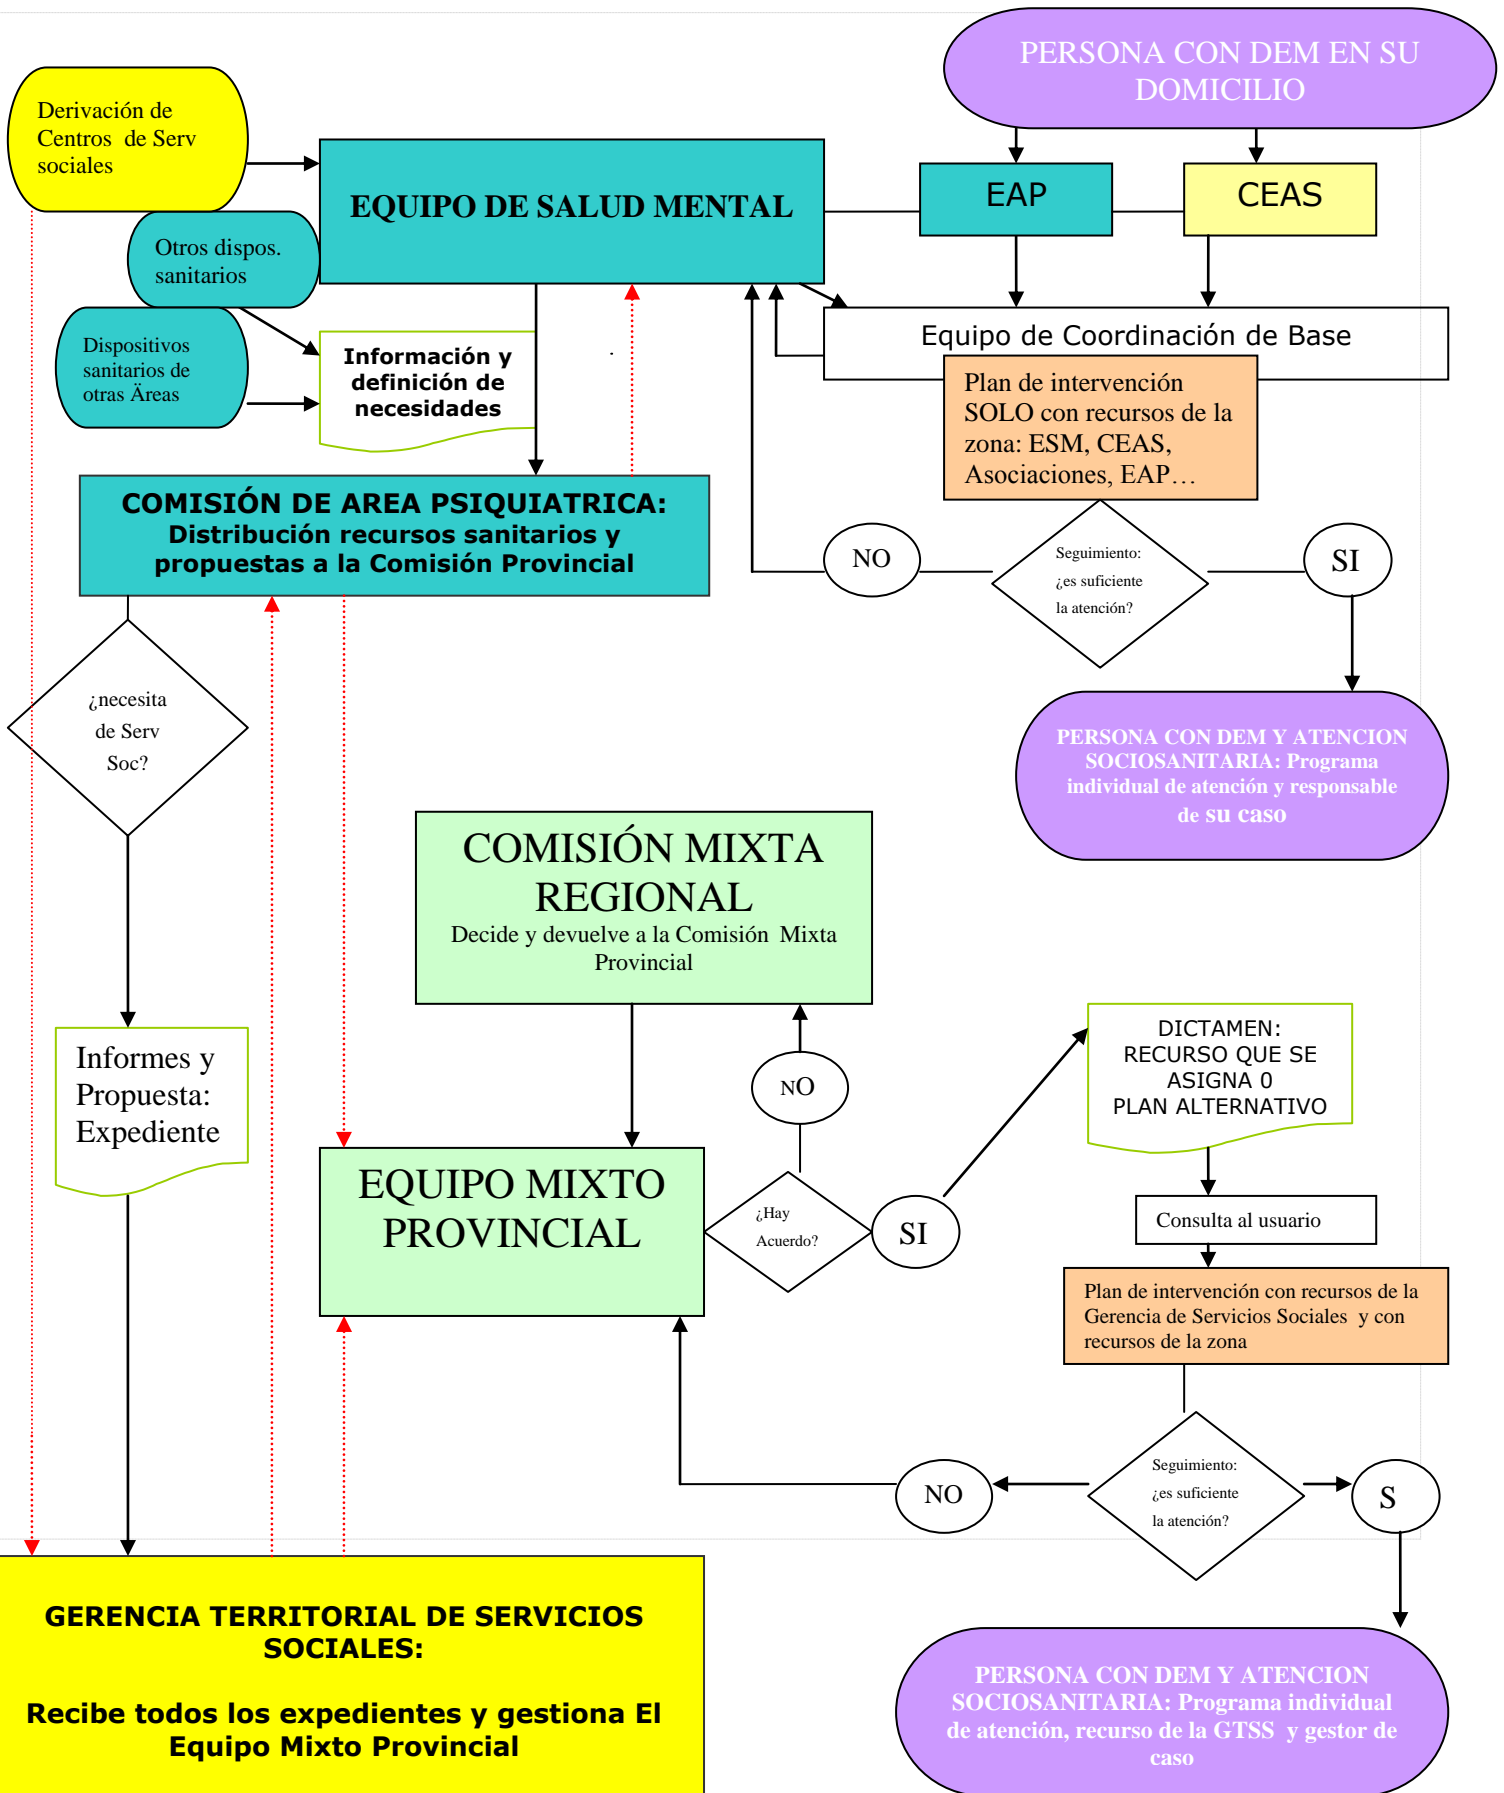 PERSONA CON DEM EN SU
DOMICILIO
Derivación de
Centros de Serv
sociales
EQUIPO DE SALUD MENTAL
EAP
CEAS
Otros dispos.
sanitarios
Dispositivos
sanitarios de
otras Äreas
Información y
definición de
necesidades
Equipo de Coordinación de Base
Plan de intervención
SOLO con recursos de la
zona: ESM, CEAS,
Asociaciones, EAP…
COMISIÓN DE AREA PSIQUIATRICA:
Distribución recursos sanitarios y
propuestas a la Comisión Provincial
NO
Seguimiento:
¿es suficiente
la atención?
SI
¿necesita
de Serv
Soc?
PERSONA CON DEM Y ATENCION
SOCIOSANITARIA: Programa
individual de atención y responsable
de su caso
COMISIÓN MIXTA
REGIONAL
Decide y devuelve a la Comisión Mixta
Provincial
Informes y
Propuesta:
Expediente
NO
DICTAMEN:
RECURSO QUE SE
ASIGNA 0
PLAN ALTERNATIVO
EQUIPO MIXTO
PROVINCIAL
¿Hay
Acuerdo?
SI
Consulta al usuario
Plan de intervención con recursos de la
Gerencia de Servicios Sociales y con
recursos de la zona
NO
Seguimiento:
¿es suficiente
la atención?
S
GERENCIA TERRITORIAL DE SERVICIOS
SOCIALES:
Recibe todos los expedientes y gestiona El
Equipo Mixto Provincial
PERSONA CON DEM Y ATENCION
SOCIOSANITARIA: Programa individual
de atención, recurso de la GTSS y gestor de
caso